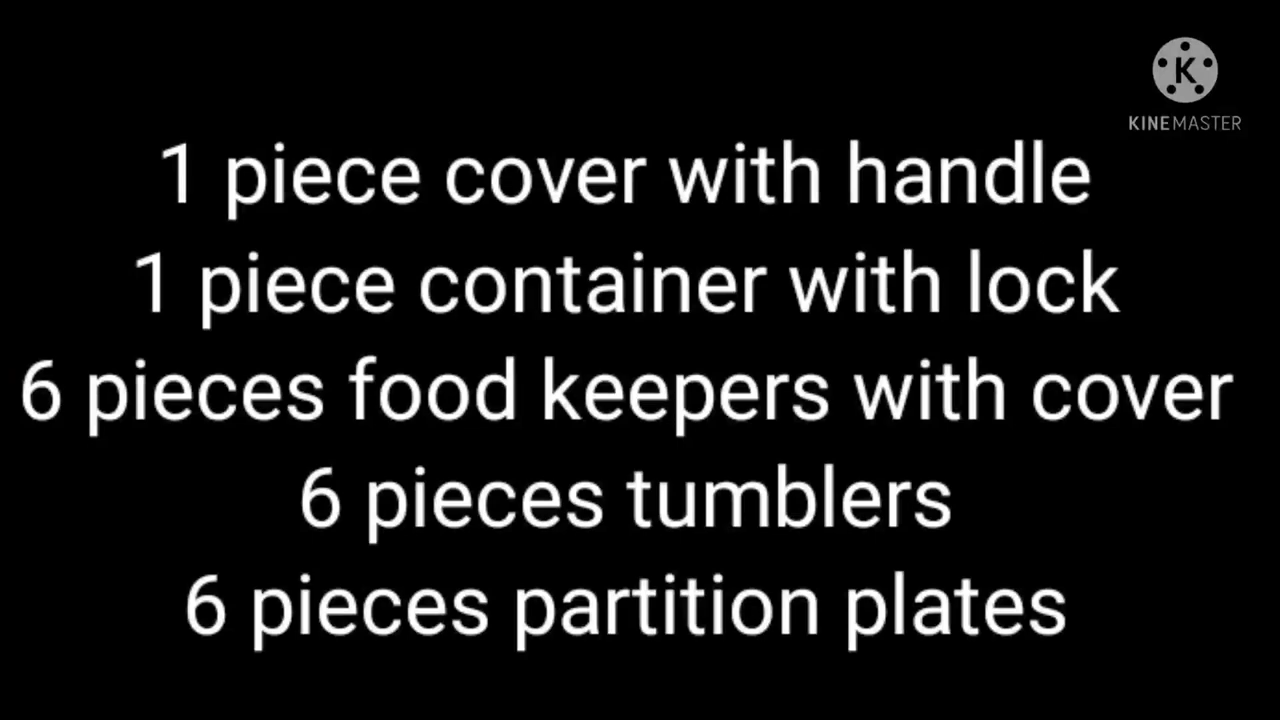 K
KINEMASTER
1 piece cover with handle
1 piece container with lock
6 pieces food keepers with cover
6 pieces tumblers
6 pieces partition plates